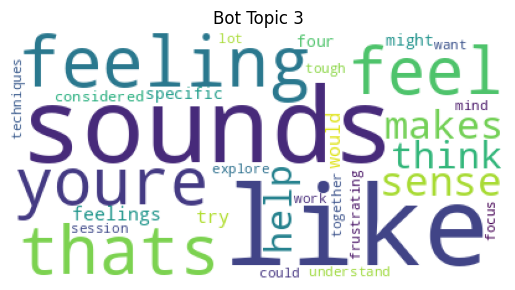 Bot Topic 3
lot
four
might
want
feeling
feel
tough
techniques
considered
specific
mind
sounds
makes
would
think
youre
explore
help
sense
like
work
together
frustrating
focus
feelings
try
session
thats
could
understand